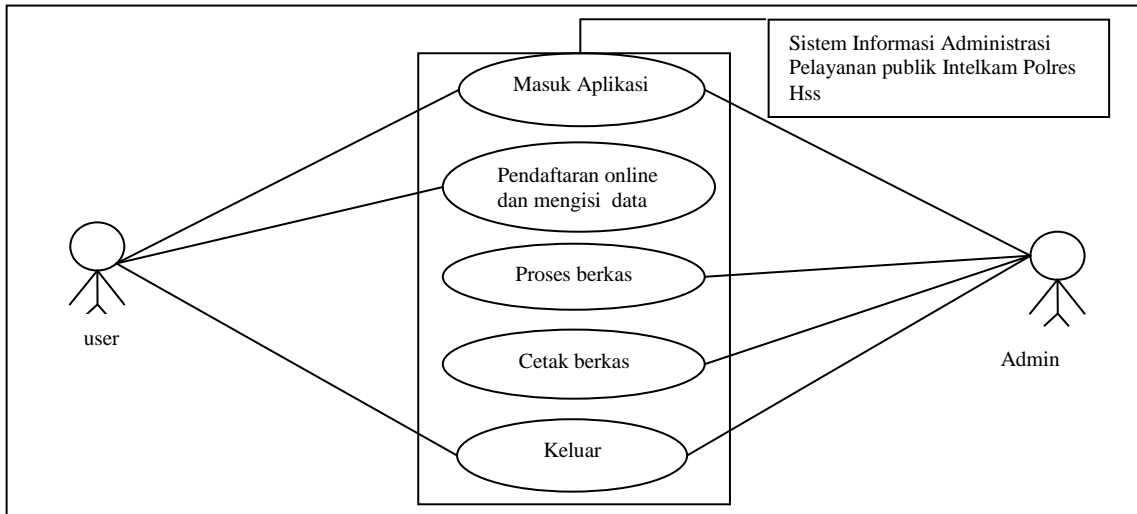 Sistem Informasi Administrasi
Pelayanan publik Intelkam Polres
Hss
Masuk Aplikasi
Pendaftaran online
dan mengisi data
Proses berkas
Cetak berkas
Keluar
user
Admin